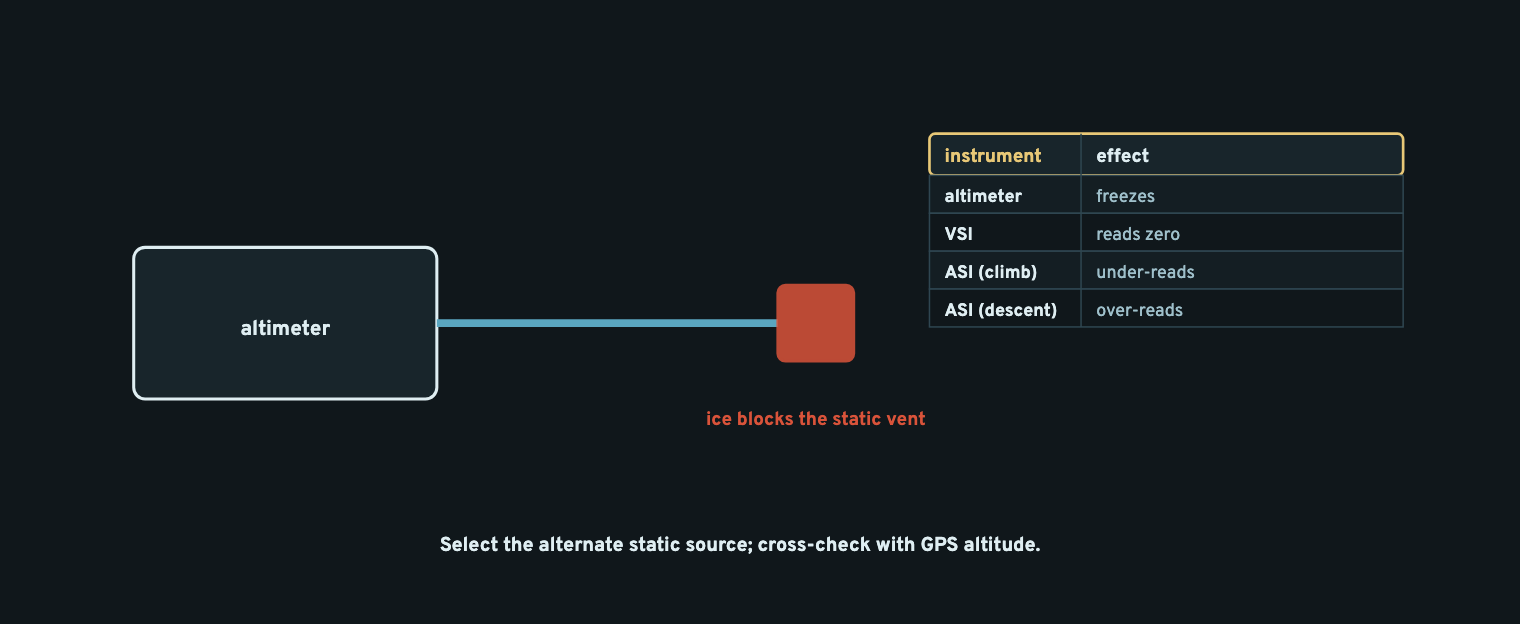 instrument effect
altimeter freezes
VSI reads zero
ASI (climb) under-reads
ASI (descent) over-reads
altimeter
ice blocks the static vent
Select the alternate static source; cross-check with GPS altitude.